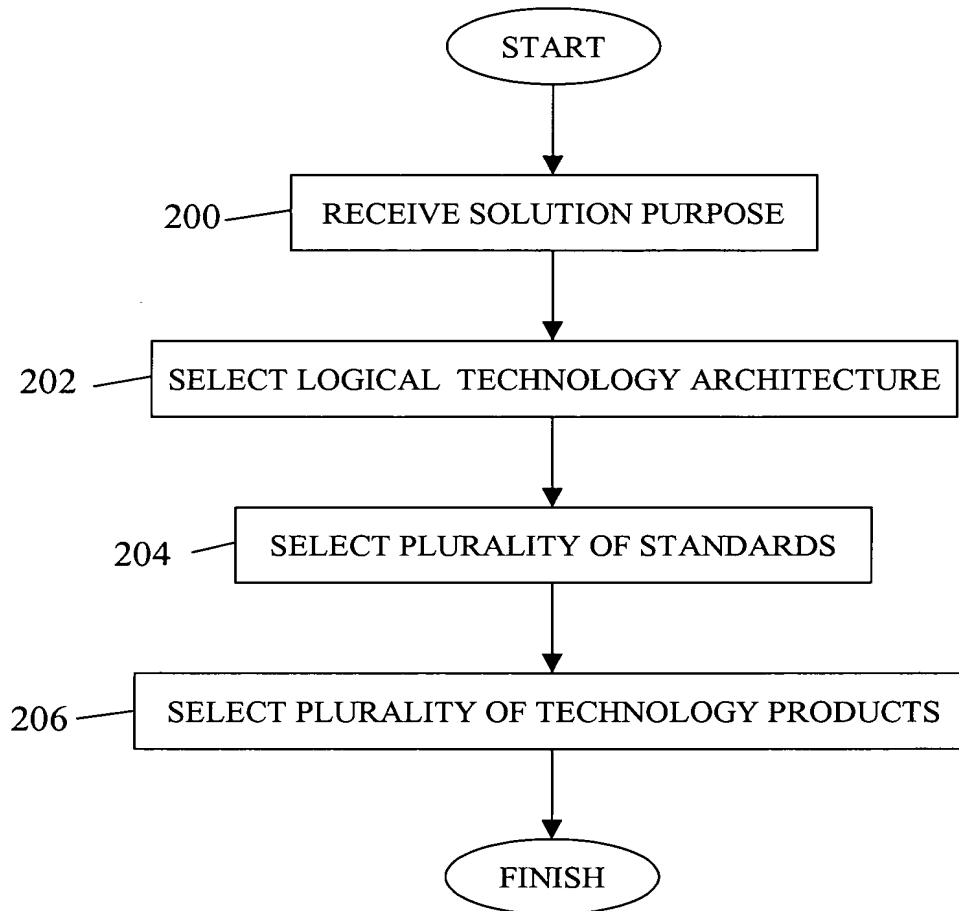 START
200 RECEIVE SOLUTION PURPOSE
202 SELECT LOGICAL TECHNOLOGY ARCHITECTURE
204 SELECT PLURALITY OF STANDARDS
206 SELECT PLURALITY OF TECHNOLOGY PRODUCTS
FINISH